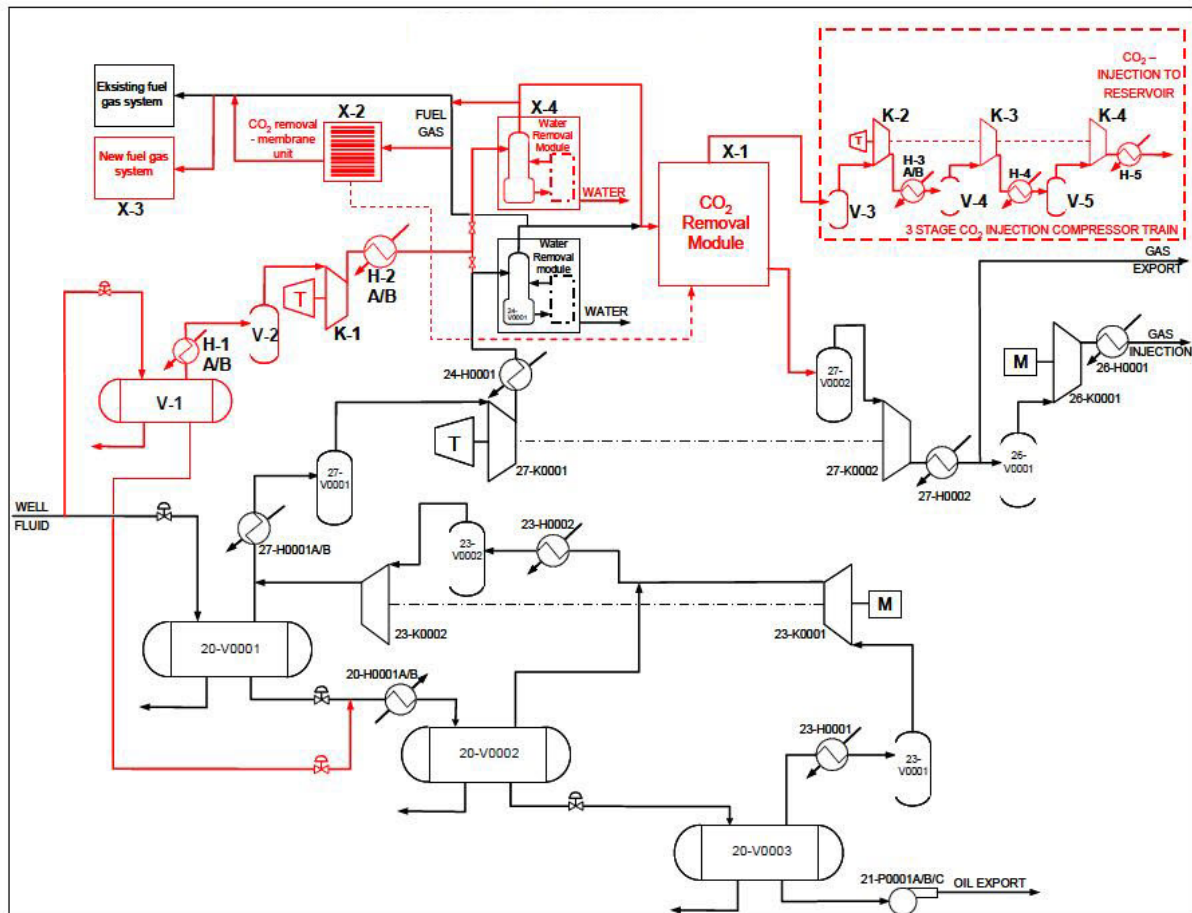 Eksisting fuel
gas system
New fuel gas
system
X-3
CO2 removal
- membrane
unit
X-2
FUEL
GAS
X-4
Water
Removal
Module
WATER
Water
Removal
module
24-
V0001
WATER
X-1
CO2
Removal
Module
CO2 –
INJECTION TO
RESERVOIR
K-2
K-3
K-4
T
H-3
A/B
H-4
H-5
V-3
V-4
V-5
3 STAGE CO2 INJECTION COMPRESSOR TRAIN
GAS
EXPORT
H-2
A/B
T
K-1
V-2
H-1
A/B
V-1
24-H0001
27-
V0002
M
GAS
INJECTION
26-H0001
26-K0001
T
27-K0001
27-
V0001
27-K0002
27-H0002
26-
V0001
WELL
FLUID
27-H0001A/B
23-
V0002
23-H0002
23-K0002
23-K0001
M
20-V0001
20-H0001A/B
20-V0002
23-H0001
23-
V0001
20-V0003
21-P0001A/B/C
OIL EXPORT